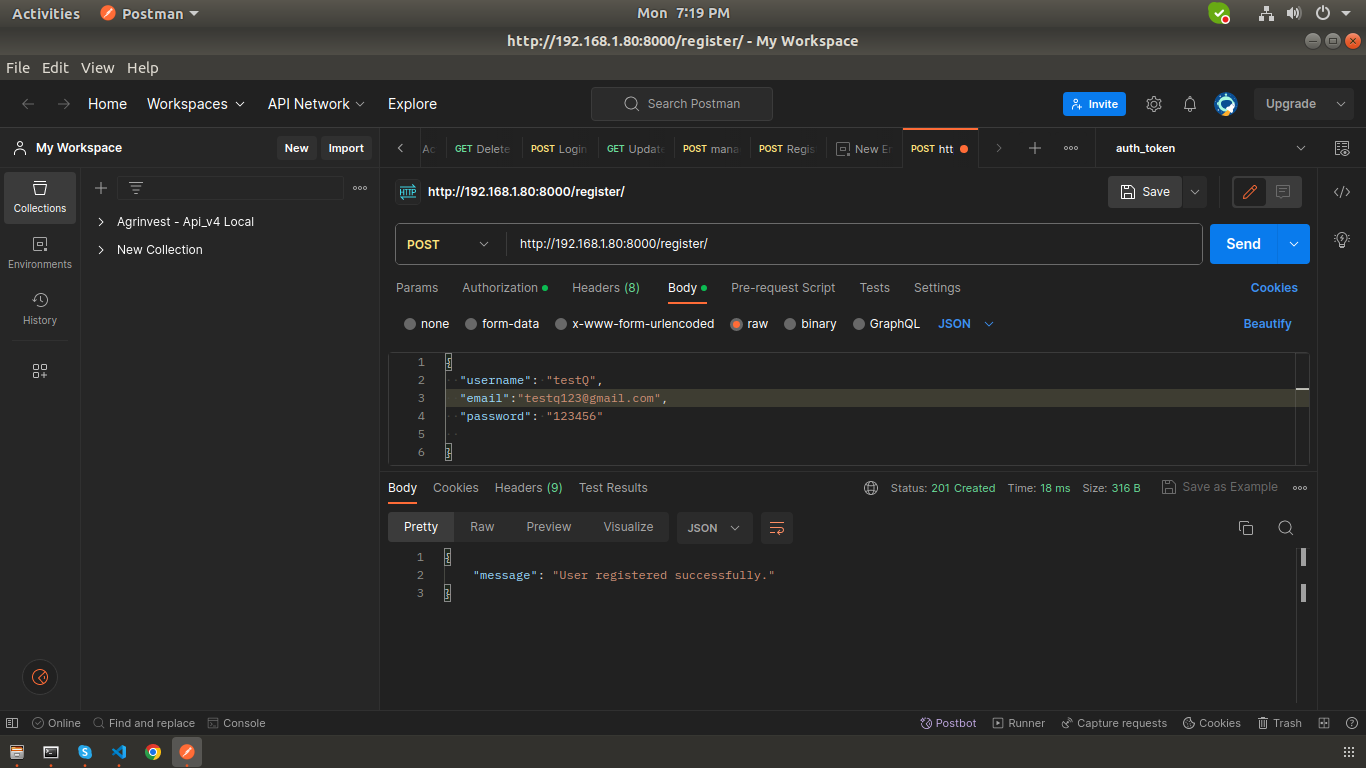 Activities Postman Mon 7:19 PM
http://192.168.1.80:8000/register/ - My Workspace
File Edit View Help
Home Workspaces API Network Explore Search Postman Invite Upgrade
My Workspace New Import GET Delete POST Login GET Update POST mana POST Regis New En POST htt auth_token
http://192.168.1.80:8000/register/ Save
Collections
Agrinvest - Api_v4 Local
New Collection
Environments
History
POST http://192.168.1.80:8000/register/ Send
Params Authorization Headers (8) Body Pre-request Script Tests Settings Cookies
none form-data x-www-form-urlencoded raw binary GraphQL JSON Beautify
1 {
2 "username": "testQ",
3 "email":"testq123@gmail.com",
4 "password": "123456"
5
6 }
Body Cookies Headers (9) Test Results Status: 201 Created Time: 18 ms Size: 316 B Save as Example
Pretty Raw Preview Visualize JSON
1 {
2 "message": "User registered successfully."
3 }
Online Find and replace Console Postbot Runner Capture requests Cookies Trash